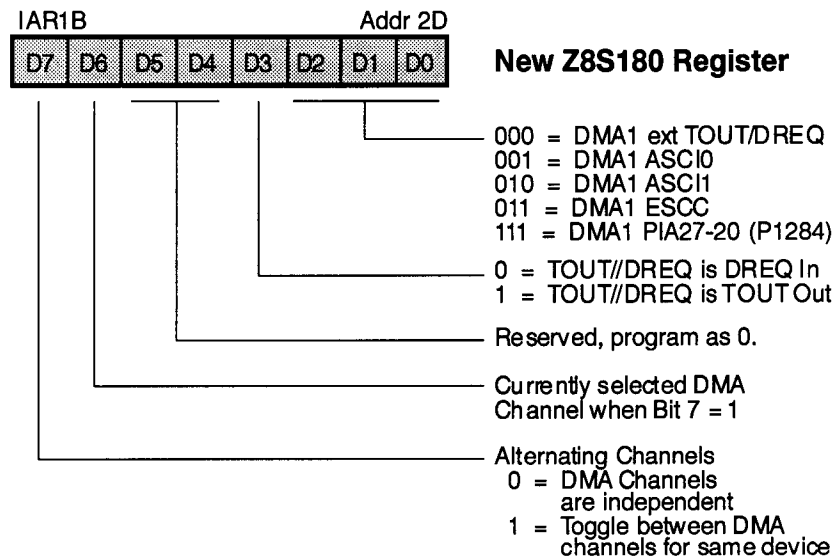 IAR1B Addr 2D
D7 D6 D5 D4 D3 D2 D1 D0
New Z8S180 Register
000 = DMA1 ext TOUT/DREQ
001 = DMA1 ASCI0
010 = DMA1 ASCI1
011 = DMA1 ESCC
111 = DMA1 PIA27-20 (P1284)
0 = TOUT//DREQ is DREQ In
1 = TOUT//DREQ is TOUT Out
Reserved, program as 0.
Currently selected DMA
Channel when Bit 7 = 1
Alternating Channels
0 = DMA Channels
are independent
1 = Toggle between DMA
channels for same device